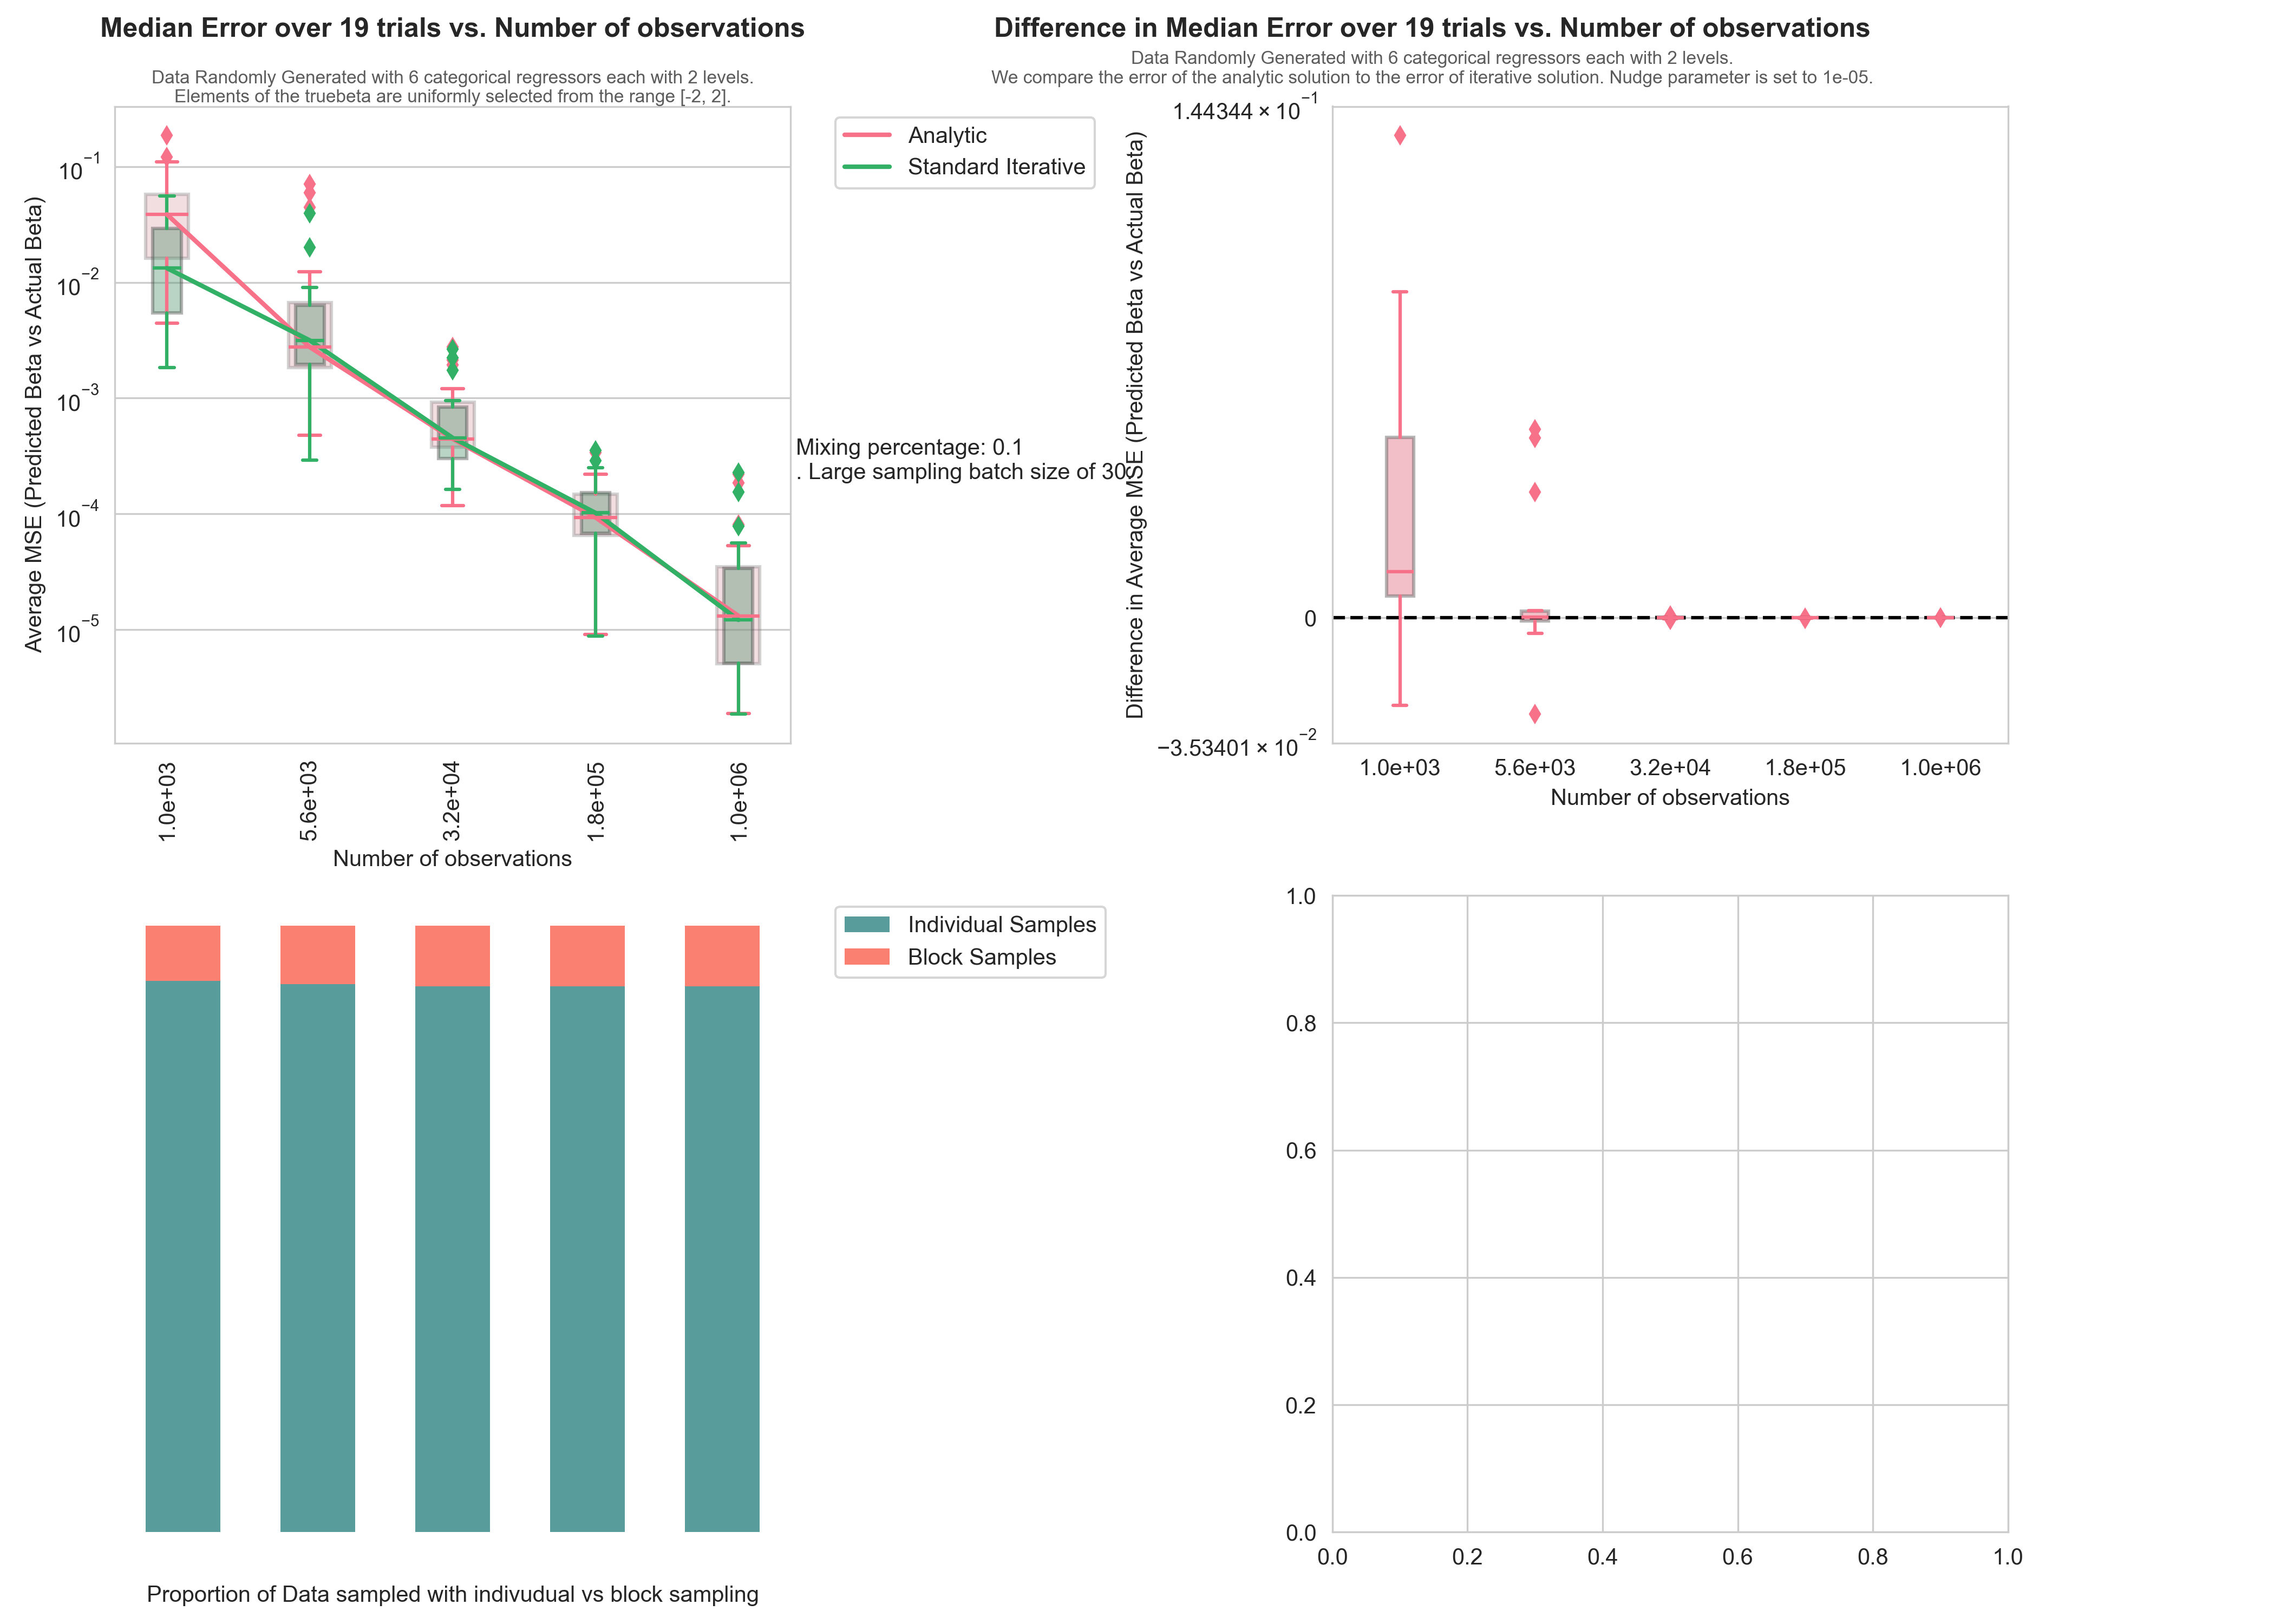 Median Error over 19 trials vs. Number of observations
Data Randomly Generated with 6 categorical regressors each with 2 levels.
Elements of the truebeta are uniformly selected from the range [-2, 2].
Average MSE (Predicted Beta vs Actual Beta)
10⁻¹
10⁻²
10⁻³
10⁻⁴
10⁻⁵
1.0e+03
5.6e+03
3.2e+04
1.8e+05
1.0e+06
Number of observations
Analytic
Standard Iterative
Mixing percentage: 0.1
. Large sampling batch size of 30.
Difference in Median Error over 19 trials vs. Number of observations
Data Randomly Generated with 6 categorical regressors each with 2 levels.
We compare the error of the analytic solution to the error of iterative solution. Nudge parameter is set to 1e-05.
Difference in Average MSE (Predicted Beta vs Actual Beta)
1.44344 × 10⁻¹
0
−3.53401 × 10⁻²
1.0e+03 5.6e+03 3.2e+04 1.8e+05 1.0e+06
Number of observations
Individual Samples
Block Samples
Proportion of Data sampled with indivudual vs block sampling
1.0
0.8
0.6
0.4
0.2
0.0
0.0 0.2 0.4 0.6 0.8 1.0